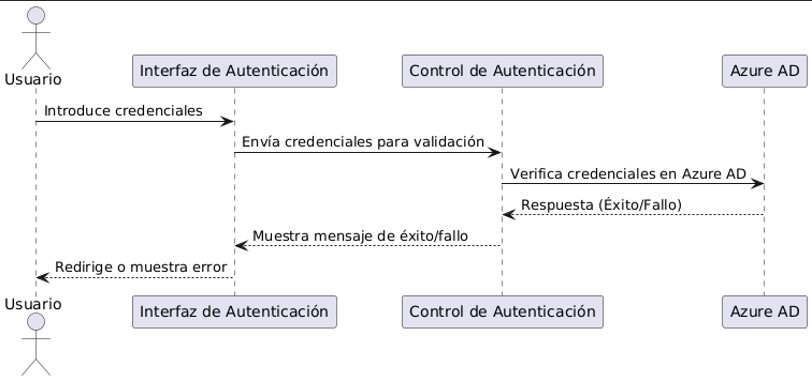 Usuario
Interfaz de Autenticación
Control de Autenticación
Azure AD
Introduce credenciales
Envía credenciales para validación
Verifica credenciales en Azure AD
Respuesta (Éxito/Fallo)
Muestra mensaje de éxito/fallo
Redirige o muestra error
Usuario
Interfaz de Autenticación
Control de Autenticación
Azure AD